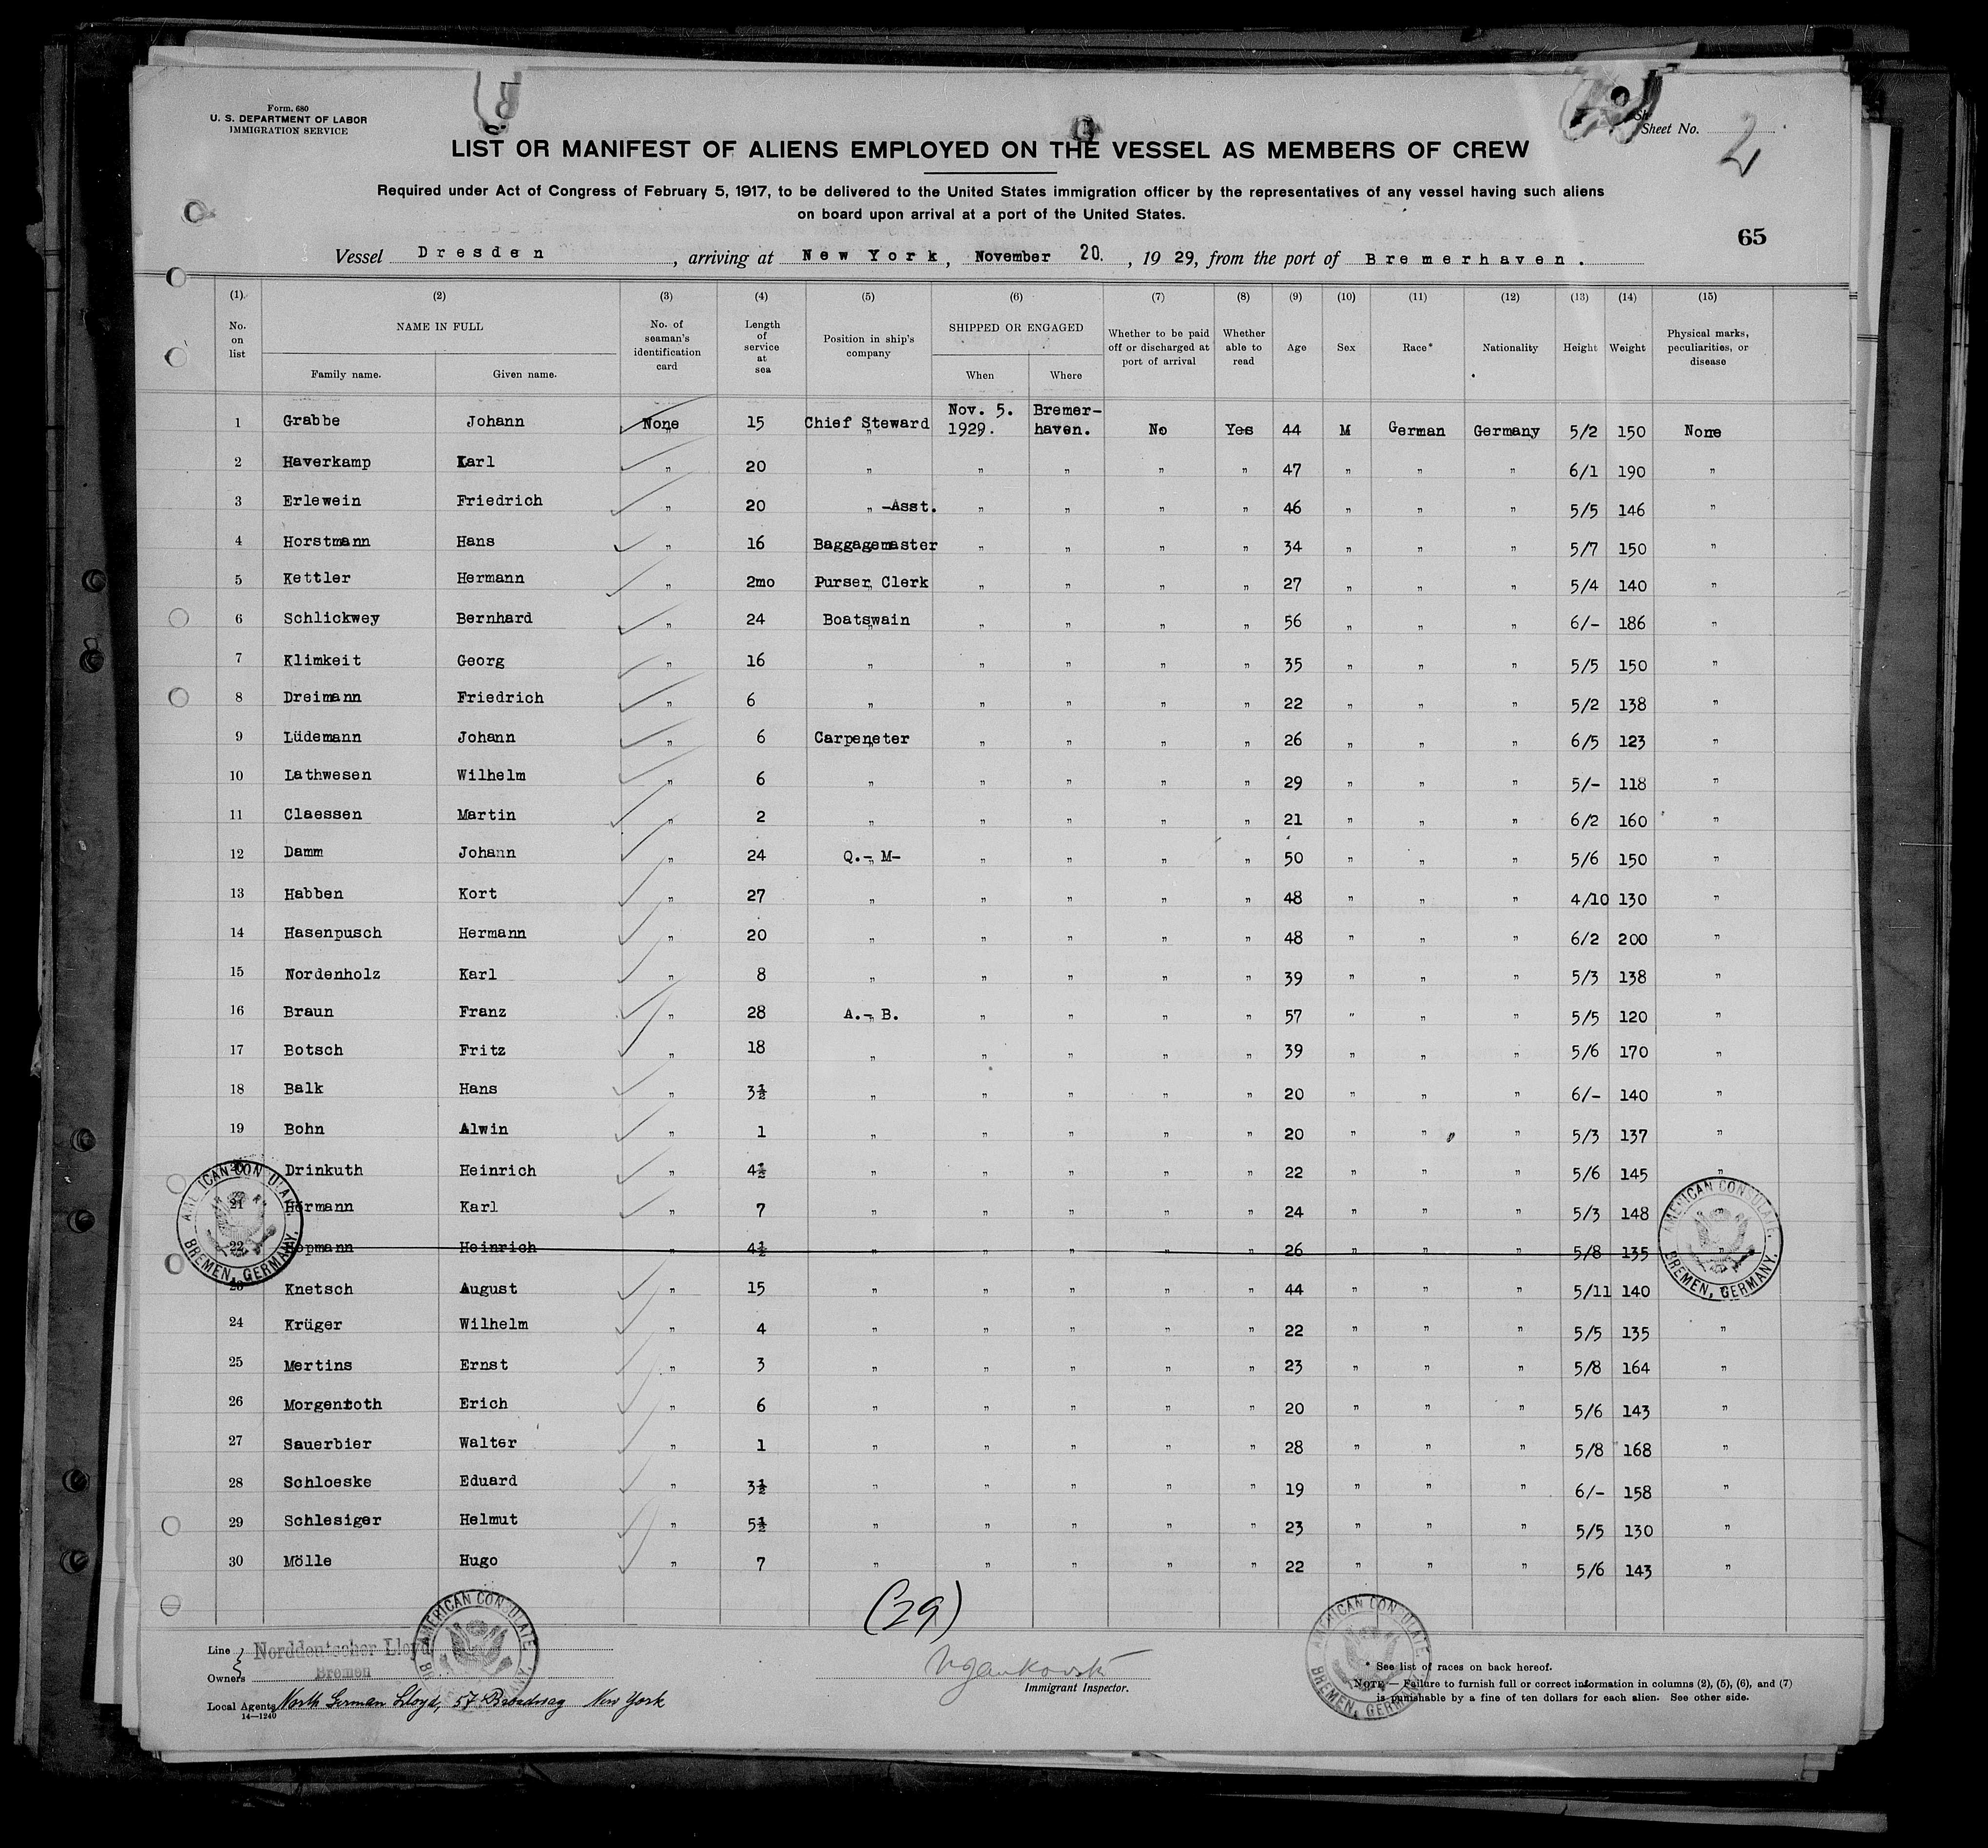 Form. 680
U. S. DEPARTMENT OF LABOR
IMMIGRATION SERVICE
Sheet No. 2
LIST OR MANIFEST OF ALIENS EMPLOYED ON THE VESSEL AS MEMBERS OF CREW
Required under Act of Congress of February 5, 1917, to be delivered to the United States immigration officer by the representatives of any vessel having such aliens
on board upon arrival at a port of the United States.
65
Vessel Dresden, arriving at New York, November 20., 1929, from the port of Bremerhaven.
(1) (2) (3) (4) (5) (6) (7) (8) (9) (10) (11) (12) (13) (14) (15)
No. on list NAME IN FULL Family name. Given name. No. of seaman's identification card Length of service at sea Position in ship's company SHIPPED OR ENGAGED When Where Whether to be paid off or discharged at port of arrival Whether able to read Age Sex Race* Nationality Height Weight Physical marks, peculiarities, or disease
1 Grabbe Johann None 15 Chief Steward Nov. 5. 1929. Bremer-haven. No Yes 44 M German Germany 5/2 150 None
2 Haverkamp Karl " 20 " " " " " 47 " " " 6/1 190 "
3 Erlewein Friedrich " 20 " -Asst. " " " " 46 " " " 5/5 146 "
4 Horstmann Hans " 16 Baggagemaster " " " " 34 " " " 5/7 150 "
5 Kettler Hermann " 2mo Purser Clerk " " " " 27 " " " 5/4 140 "
6 Schlickwey Bernhard " 24 Boatswain " " " " 56 " " " 6/- 186 "
7 Klimkeit Georg " 16 " " " " " 35 " " " 5/5 150 "
8 Dreimann Friedrich " 6 " " " " " 22 " " " 5/2 138 "
9 Lüdemann Johann " 6 Carpeneter " " " " 26 " " " 6/5 123 "
10 Lathwesen Wilhelm " 6 " " " " " 29 " " " 5/- 118 "
11 Claessen Martin " 2 " " " " " 21 " " " 6/2 160 "
12 Damm Johann " 24 Q.- M- " " " " 50 " " " 5/6 150 "
13 Habben Kort " 27 " " " " " 48 " " " 4/10 130 "
14 Hasenpusch Hermann " 20 " " " " " 48 " " " 6/2 200 "
15 Nordenholz Karl " 8 " " " " " 39 " " " 5/3 138 "
16 Braun Franz " 28 A.- B. " " " " 57 " " " 5/5 120 "
17 Botsch Fritz " 18 " " " " " 39 " " " 5/6 170 "
18 Balk Hans " 3½ " " " " " 20 " " " 6/- 140 "
19 Bohn Alwin " 1 " " " " " 20 " " " 5/3 137 "
20 Drinkuth Heinrich " 4½ " " " " " 22 " " " 5/6 145 "
21 Hörmann Karl " 7 " " " " " 24 " " " 5/3 148
22 Hopmann Heinrich " 4½ " " " " " 26 " " " 5/8 135 "
23 Knetsch August " 15 " " " " " 44 " " " 5/11 140 "
24 Krüger Wilhelm " 4 " " " " " 22 " " " 5/5 135 "
25 Mertins Ernst " 3 " " " " " 23 " " " 5/8 164 "
26 Morgenroth Erich " 6 " " " " " 20 " " " 5/6 143 "
27 Sauerbier Walter " 1 " " " " " 28 " " " 5/8 168 "
28 Schloeske Eduard " 3½ " " " " " 19 " " " 6/- 158 "
29 Schlesiger Helmut " 5½ " " " " " 23 " " " 5/5 130 "
30 Mölle Hugo " 7 " " " " " 22 " " " 5/6 143 "
AMERICAN CONSULATE, BREMEN, GERMANY.
AMERICAN CONSULATE, BREMEN, GERMANY.
(29)
Line Norddeutscher Lloyd
Owners Bremen
Local Agents North German Lloyd, 57 Broadway New York
14—1240
AMERICAN CONSULATE, BREMEN, GERMANY.
Immigrant Inspector.
AMERICAN CONSULATE, BREMEN, GERMANY.
* See list of races on back hereof.
NOTE.—Failure to furnish full or correct information in columns (2), (5), (6), and (7)
is punishable by a fine of ten dollars for each alien. See other side.